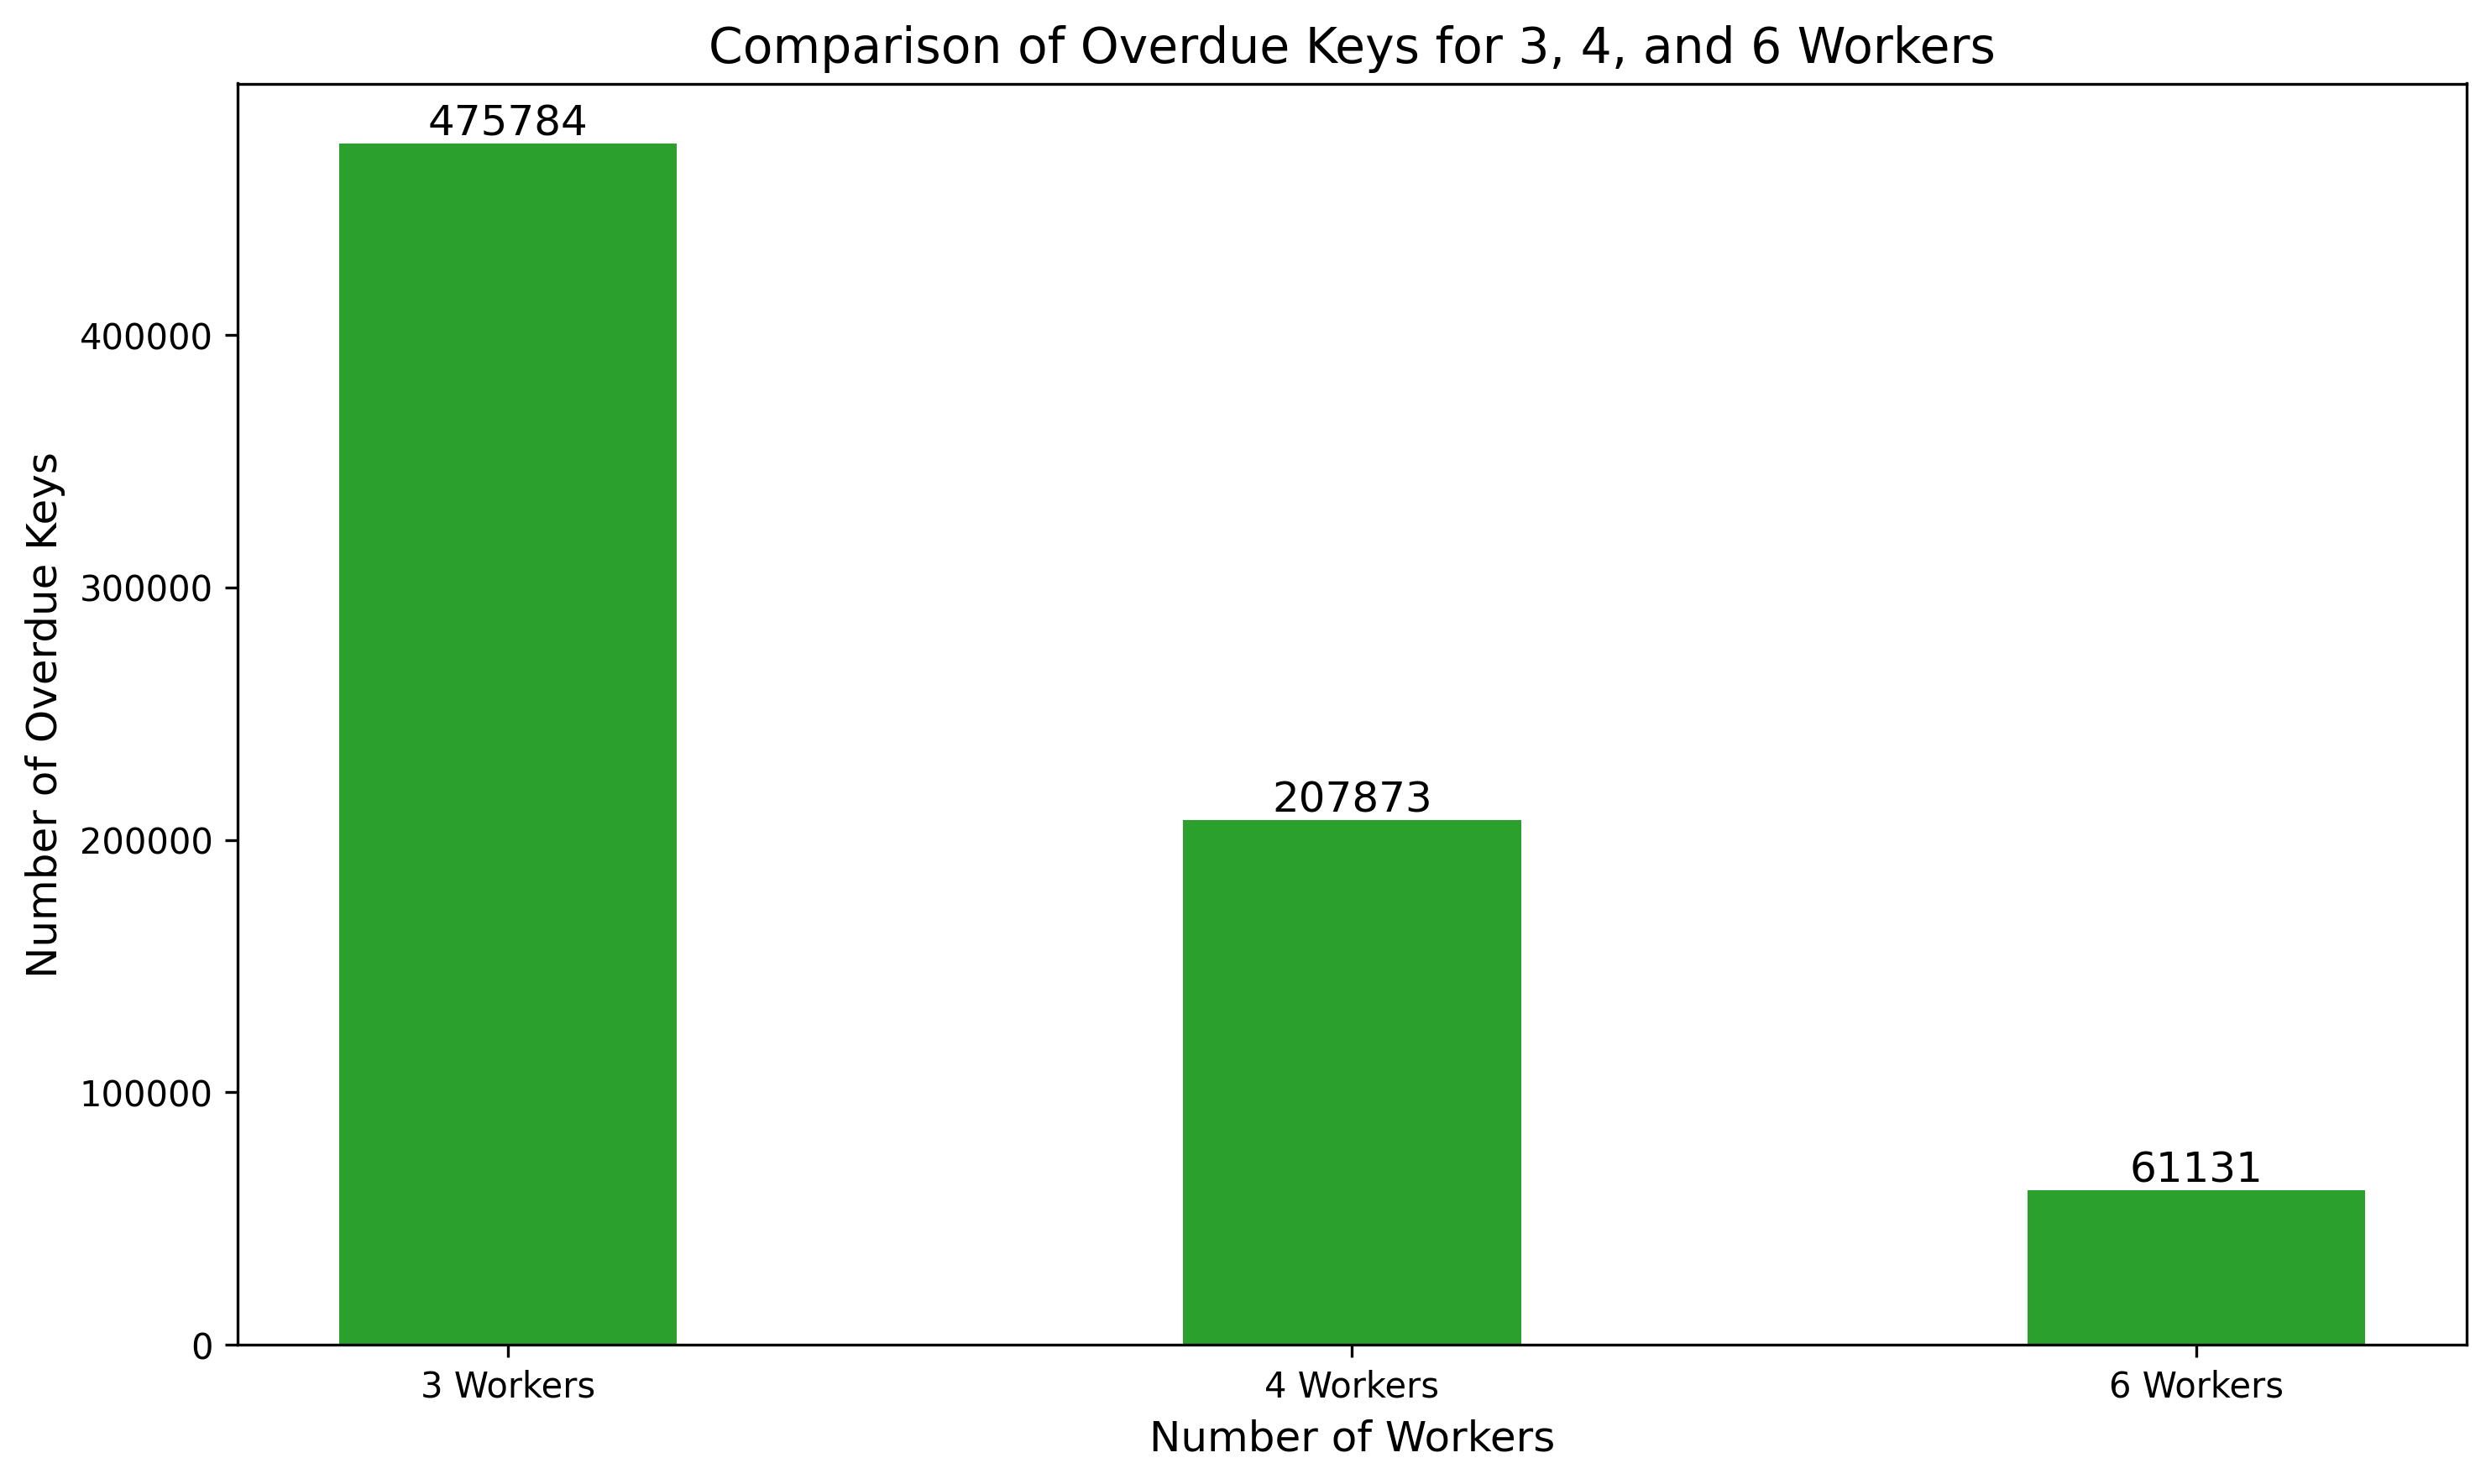 Comparison of Overdue Keys for 3, 4, and 6 Workers
475784
207873
61131
Number of Overdue Keys
400000
300000
200000
100000
0
3 Workers
4 Workers
6 Workers
Number of Workers